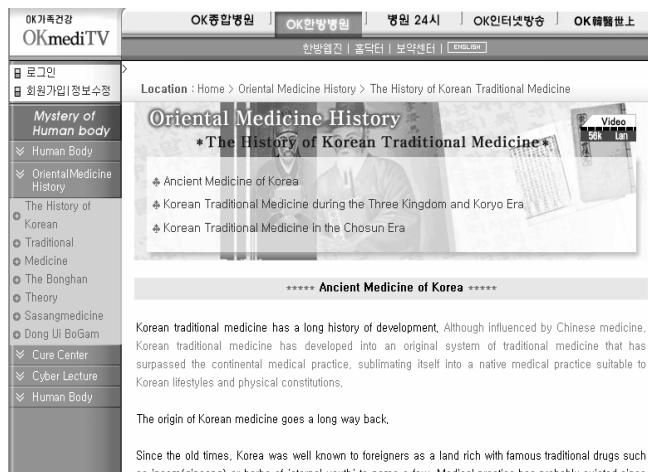 OK가족건강
OKmediTV
OK종합병원
OK한방병원
병원 24시
OK인터넷방송
OK韓醫世上
한방웹진 | 홈닥터 | 보약센터 | ENGLISH
로그인
회원가입|정보수정
>
Location : Home > Oriental Medicine History > The History of Korean Traditional Medicine
Mystery of
Human body
Human Body
OrientalMedicine
History
The History of
Korean
Traditional
Medicine
The Bonghan
Theory
Sasangmedicine
Dong Ui BoGam
Cure Center
Cyber Lecture
Human Body
Oriental Medicine History
*The History of Korean Traditional Medicine*
Video
56k Lan
Ancient Medicine of Korea
Korean Traditional Medicine during the Three Kingdom and Koryo Era
Korean Traditional Medicine in the Chosun Era
***** Ancient Medicine of Korea *****
Korean traditional medicine has a long history of development, Although influenced by Chinese medicine,
Korean traditional medicine has developed into an original system of traditional medicine that has
surpassed the continental medical practice, sublimating itself into a native medical practice suitable to
Korean lifestyles and physical constitutions,
The origin of Korean medicine goes a long way back,
Since the old times, Korea was well known to foreigners as a land rich with famous traditional drugs such